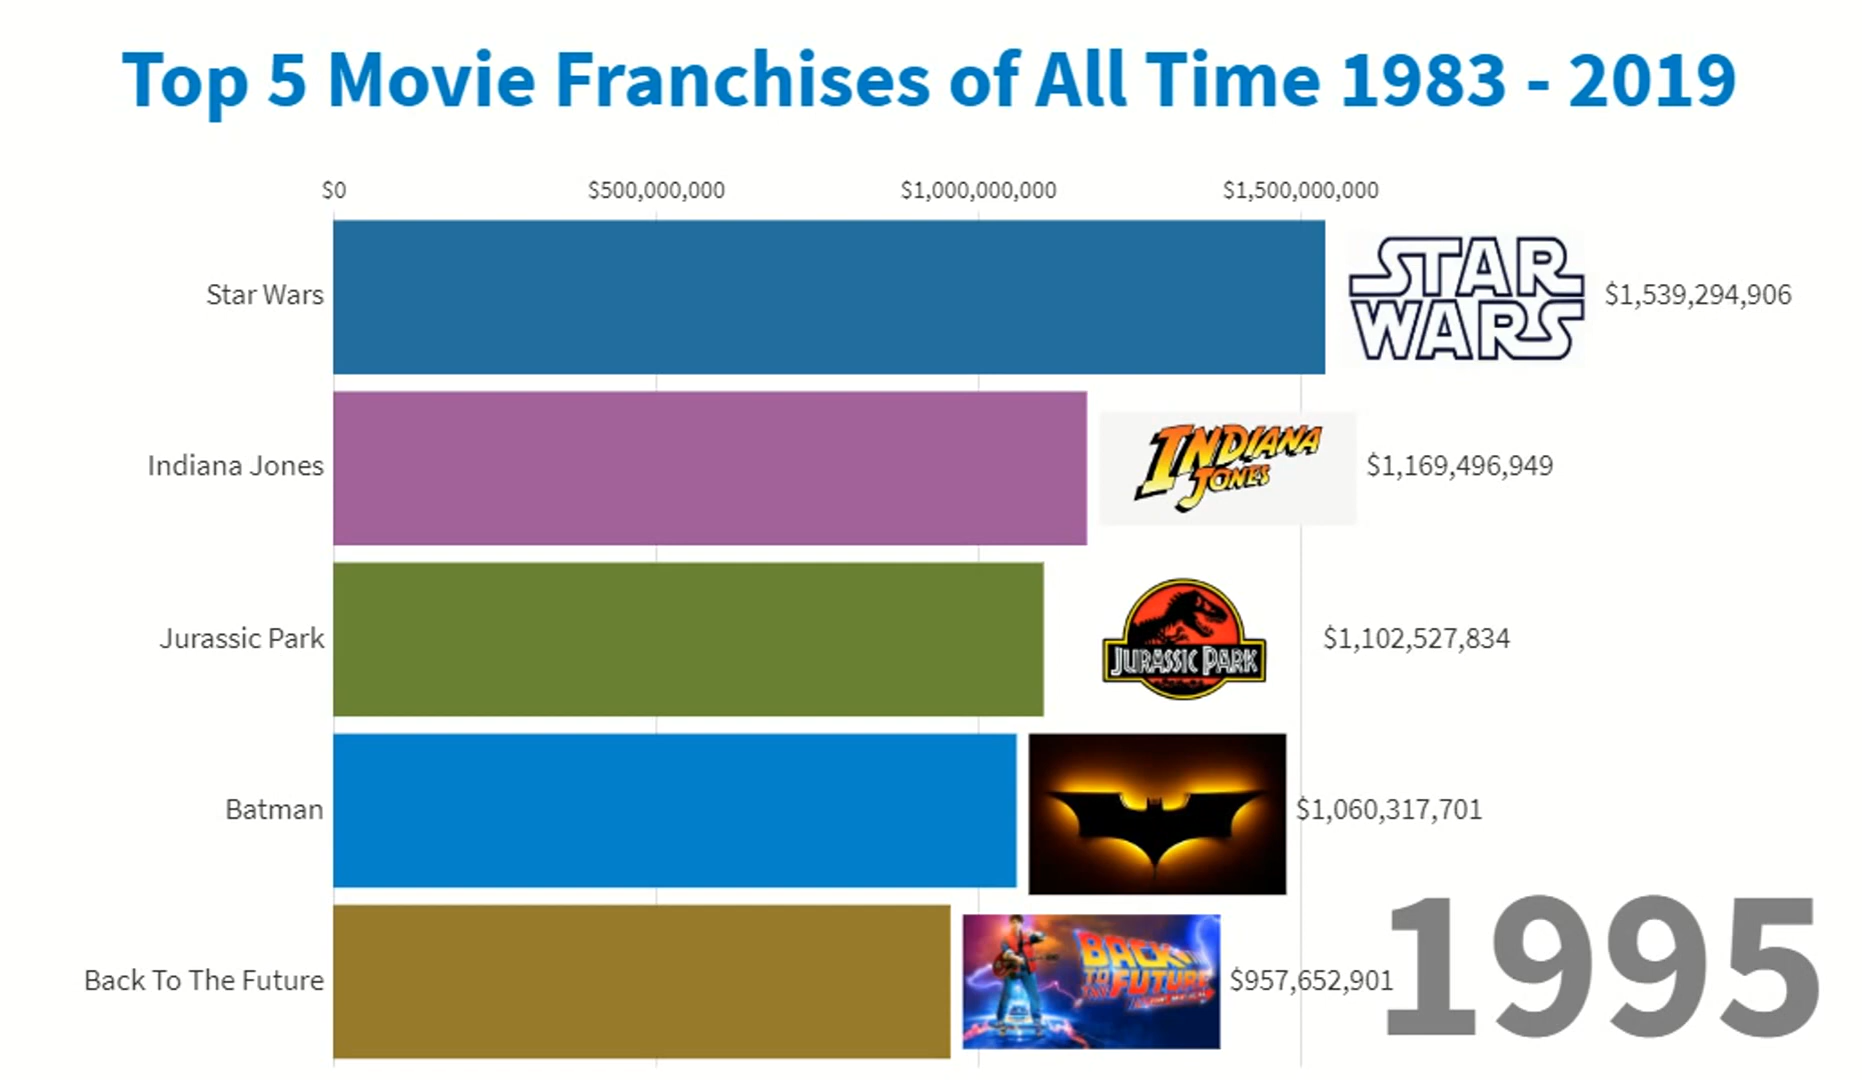 Top 5 Movie Franchises of All Time 1983 - 2019
$0 $500,000,000 $1,000,000,000 $1,500,000,000
Star Wars STAR WARS $1,539,294,906
Indiana Jones INDIANA JONES $1,169,496,949
Jurassic Park JURASSIC PARK $1,102,527,834
Batman $1,060,317,701
Back To The Future BACK TO THE FUTURE $957,652,901
1995